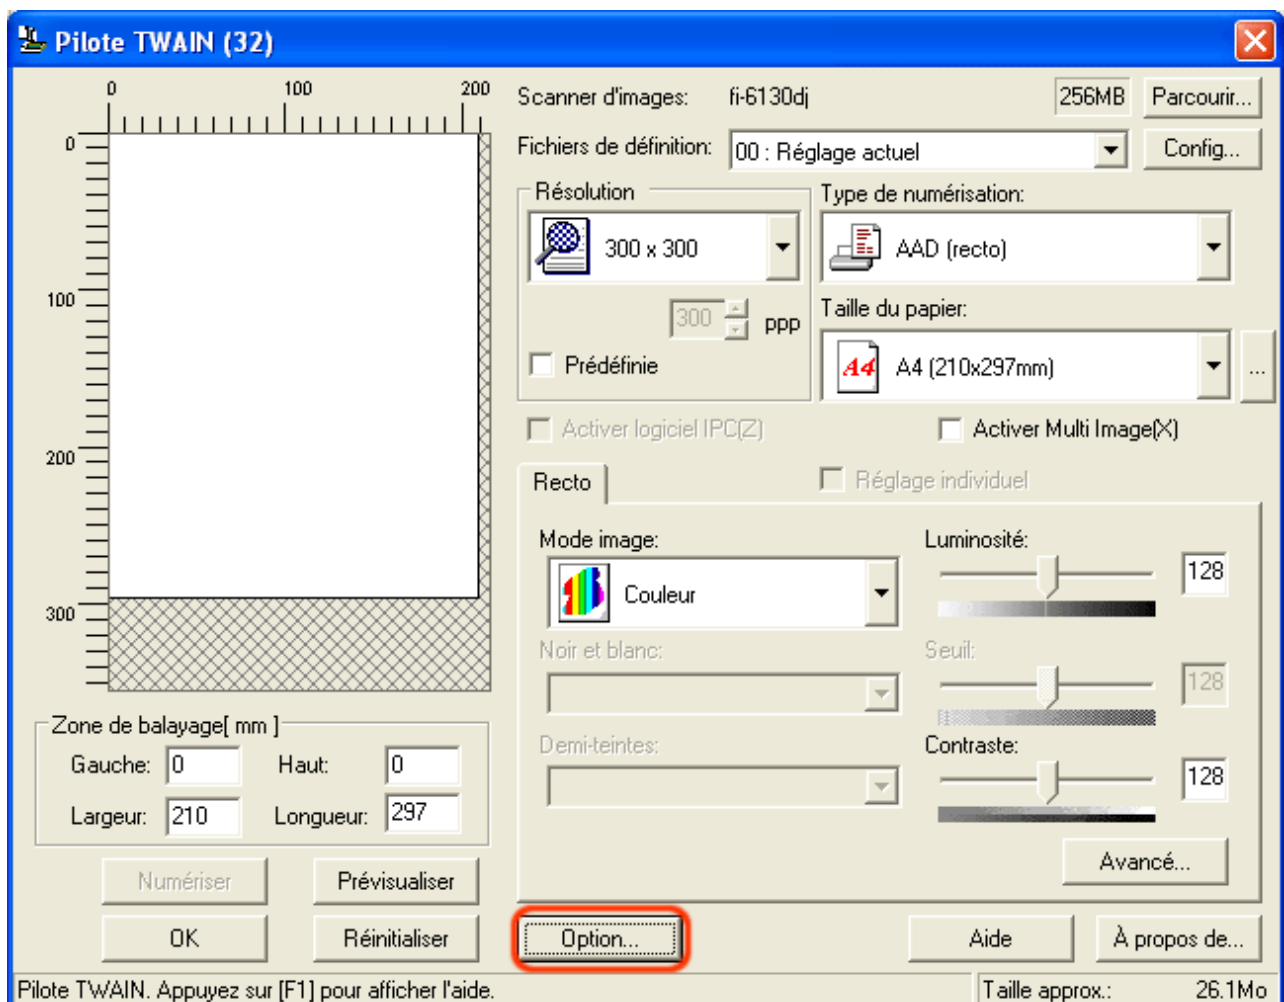 Pilote TWAIN (32)
0 100 200
0
100
200
300
Scanner d'images: fi-6130dj 256MB Parcourir...
Fichiers de définition: 00 : Réglage actuel Config...
Résolution
300 x 300
300 ppp
Prédéfinie
Type de numérisation:
AAD (recto)
Taille du papier:
A4 A4 (210x297mm) ...
Activer logiciel IPC(Z) Activer Multi Image(X)
Recto Réglage individuel
Mode image:
Couleur
Noir et blanc:
Demi-teintes:
Luminosité:
128
Seuil:
128
Contraste:
128
Avancé...
Zone de balayage[ mm ]
Gauche: 0 Haut: 0
Largeur: 210 Longueur: 297
Numériser Prévisualiser
OK Réinitialiser Option... Aide À propos de...
Pilote TWAIN. Appuyez sur [F1] pour afficher l'aide. Taille approx.: 26.1Mo